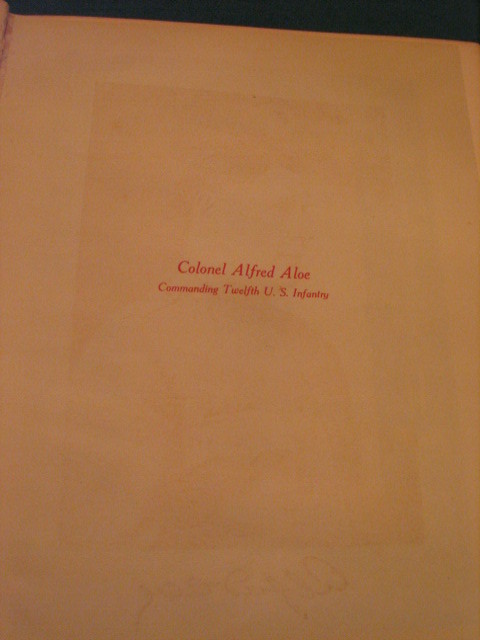 Colonel Alfred Aloe
Commanding Twelfth U. S. Infantry